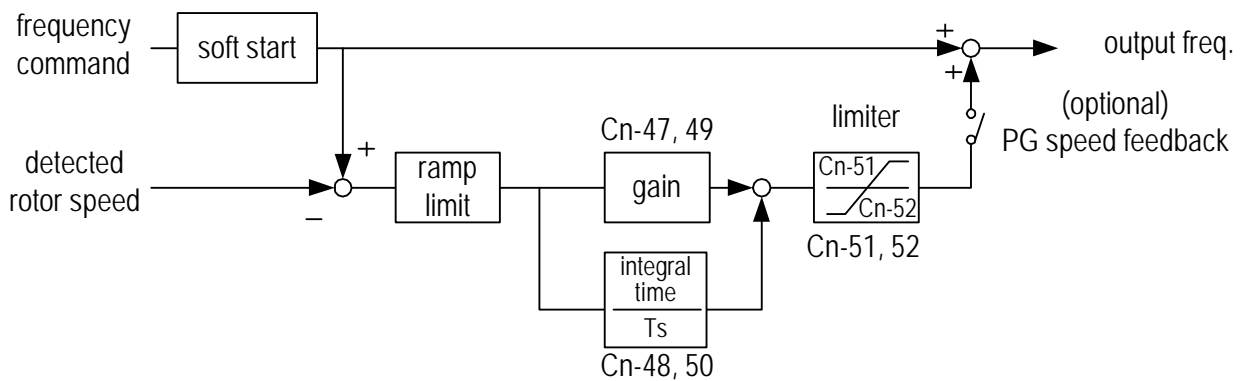 frequency
command
soft start
+
+
output freq.
(optional)
PG speed feedback
detected
rotor speed
+
−
ramp
limit
Cn-47, 49
gain
integral
time
Ts
Cn-48, 50
limiter
Cn-51
Cn-52
Cn-51, 52